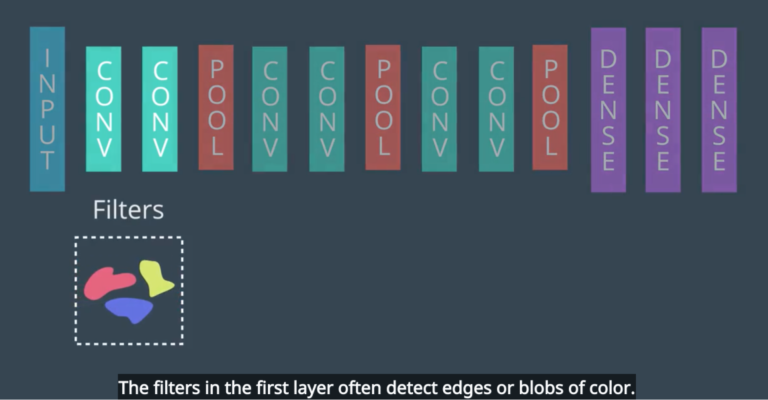 INPUT
CONV
CONV
POOL
CONV
CONV
POOL
CONV
CONV
POOL
DENSE
DENSE
DENSE
Filters
The filters in the first layer often detect edges or blobs of color.